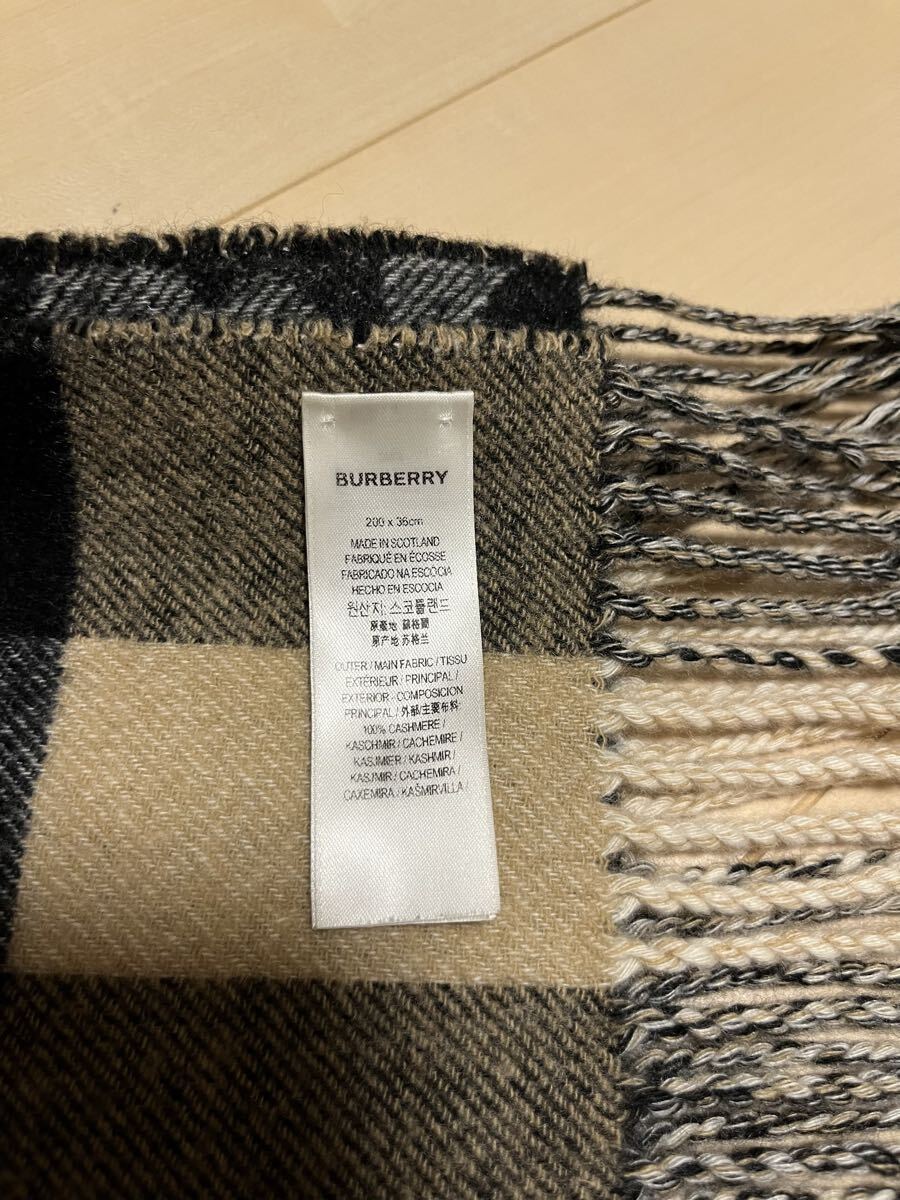 BURBERRY
200 x 36cm
MADE IN SCOTLAND
FABRIQUÉ EN ÉCOSSE
FABRICADO NA ESCÓCIA
HECHO EN ESCOCIA
원산지: 스코틀랜드
原產地 蘇格蘭
原产地 苏格兰
OUTER / MAIN FABRIC / TISSU
EXTÉRIEUR / PRINCIPAL /
EXTERIOR - COMPOSICION
PRINCIPAL / 外部/主要布料
100% CASHMERE /
KASCHMIR / CACHEMIRE /
KASJMIER / KASHMIR /
KASJMIR / CACHEMIRA /
CAXEMIRA / KAŠMIRVILLA /